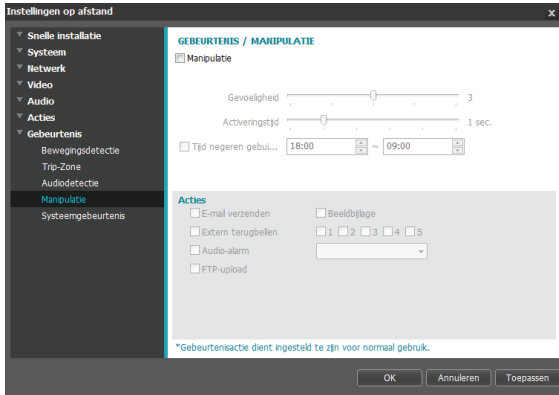 Instellingen op afstand
x
Snelle installatie
Systeem
Netwerk
Video
Audio
Acties
Gebeurtenis
Bewegingsdetectie
Trip-Zone
Audiodetectie
Manipulatie
Systeemgebeurtenis
GEBEURTENIS / MANIPULATIE
Manipulatie
Gevoeligheid 3
Activeringstijd 1 sec.
Tijd negeren gebui... 18:00 ~ 09:00
Acties
E-mail verzenden Beeldbijlage
Extern terugbellen 1 2 3 4 5
Audio-alarm
FTP-upload
*Gebeurtenisactie dient ingesteld te zijn voor normaal gebruik.
OK Annuleren Toepassen